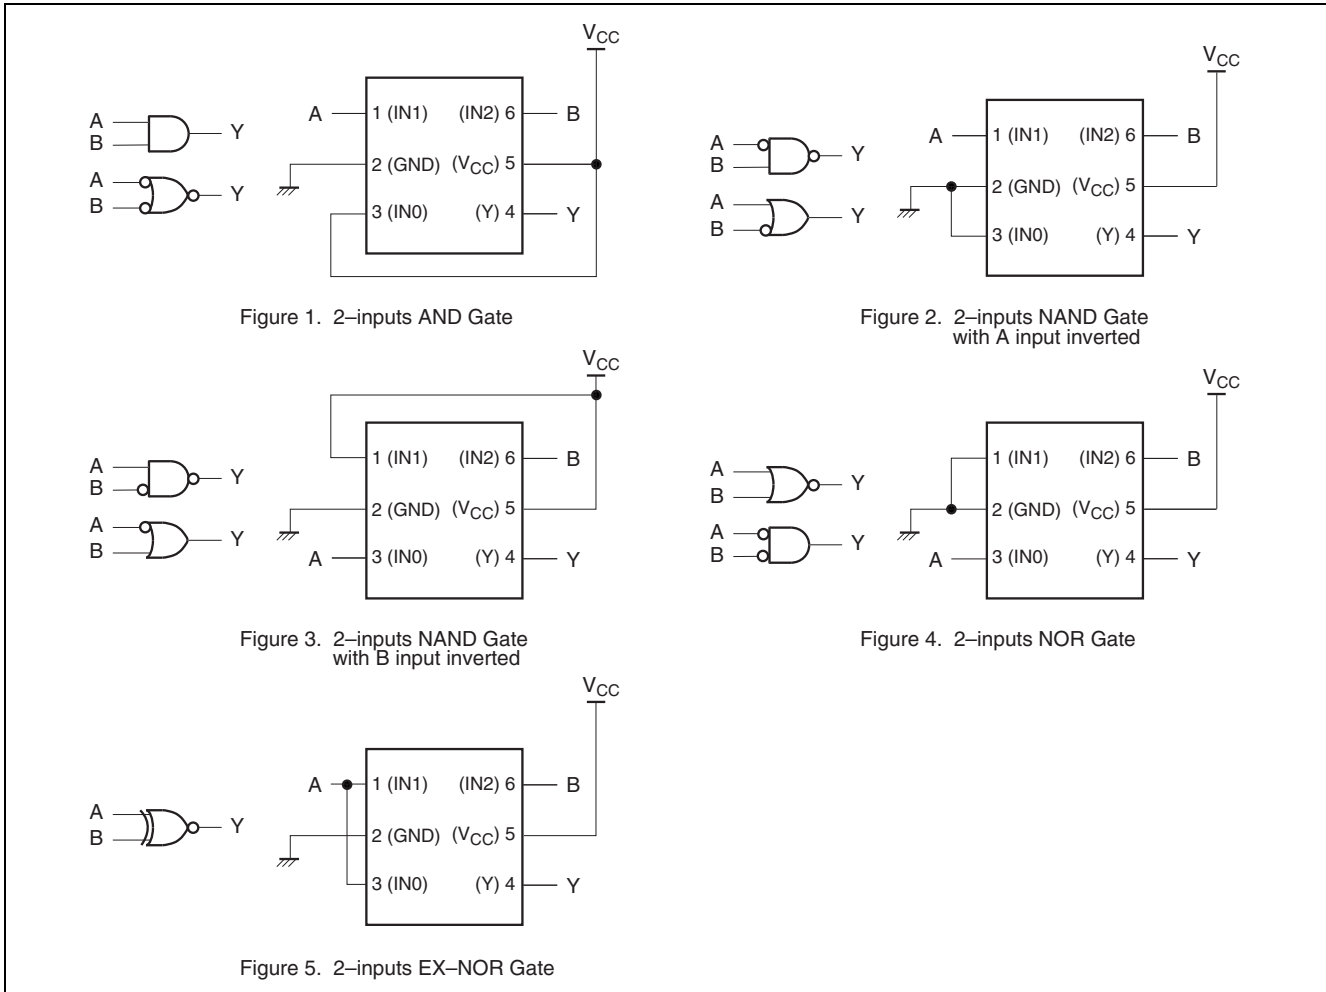 VCC
A
B
Y
A
B
Y
A
1 (IN1)
(IN2) 6
B
2 (GND)
(VCC) 5
3 (IN0)
(Y) 4
Y
Figure 1. 2–inputs AND Gate
VCC
A
B
Y
A
B
Y
A
1 (IN1)
(IN2) 6
B
2 (GND)
(VCC) 5
3 (IN0)
(Y) 4
Y
Figure 2. 2–inputs NAND Gate
with A input inverted
VCC
A
B
Y
A
B
Y
1 (IN1)
(IN2) 6
B
2 (GND)
(VCC) 5
A
3 (IN0)
(Y) 4
Y
Figure 3. 2–inputs NAND Gate
with B input inverted
VCC
A
B
Y
A
B
Y
1 (IN1)
(IN2) 6
B
2 (GND)
(VCC) 5
A
3 (IN0)
(Y) 4
Y
Figure 4. 2–inputs NOR Gate
VCC
A
B
Y
A
1 (IN1)
(IN2) 6
B
2 (GND)
(VCC) 5
3 (IN0)
(Y) 4
Y
Figure 5. 2–inputs EX–NOR Gate